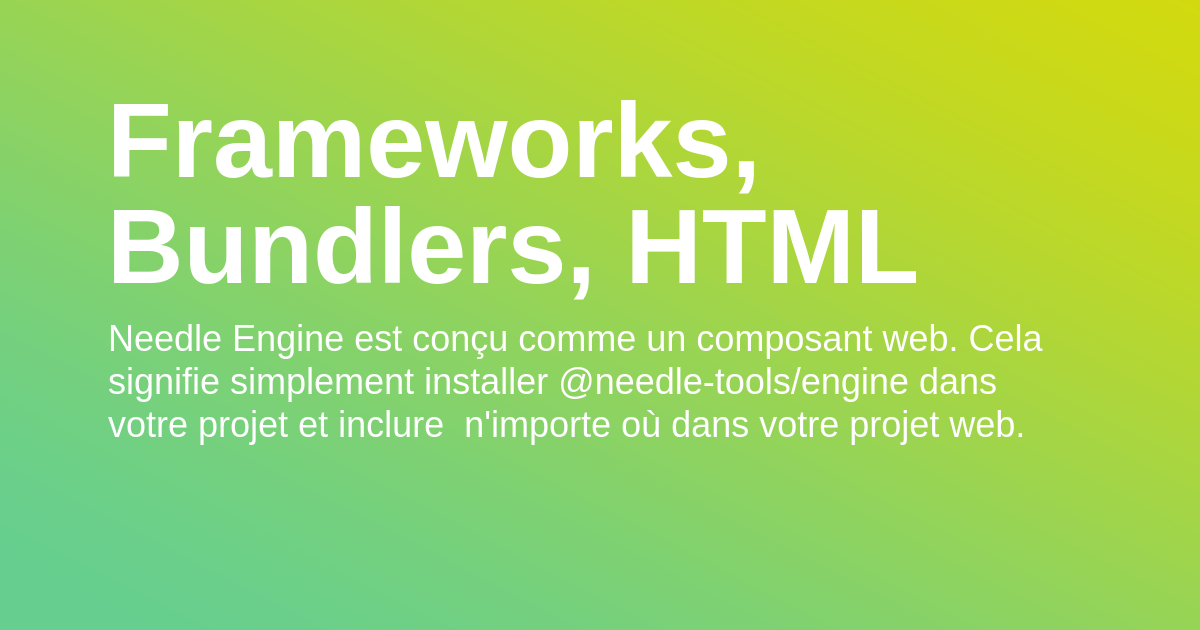 Frameworks,
Bundlers, HTML
Needle Engine est conçu comme un composant web. Cela
signifie simplement installer @needle-tools/engine dans
votre projet et inclure  n'importe où dans votre projet web.